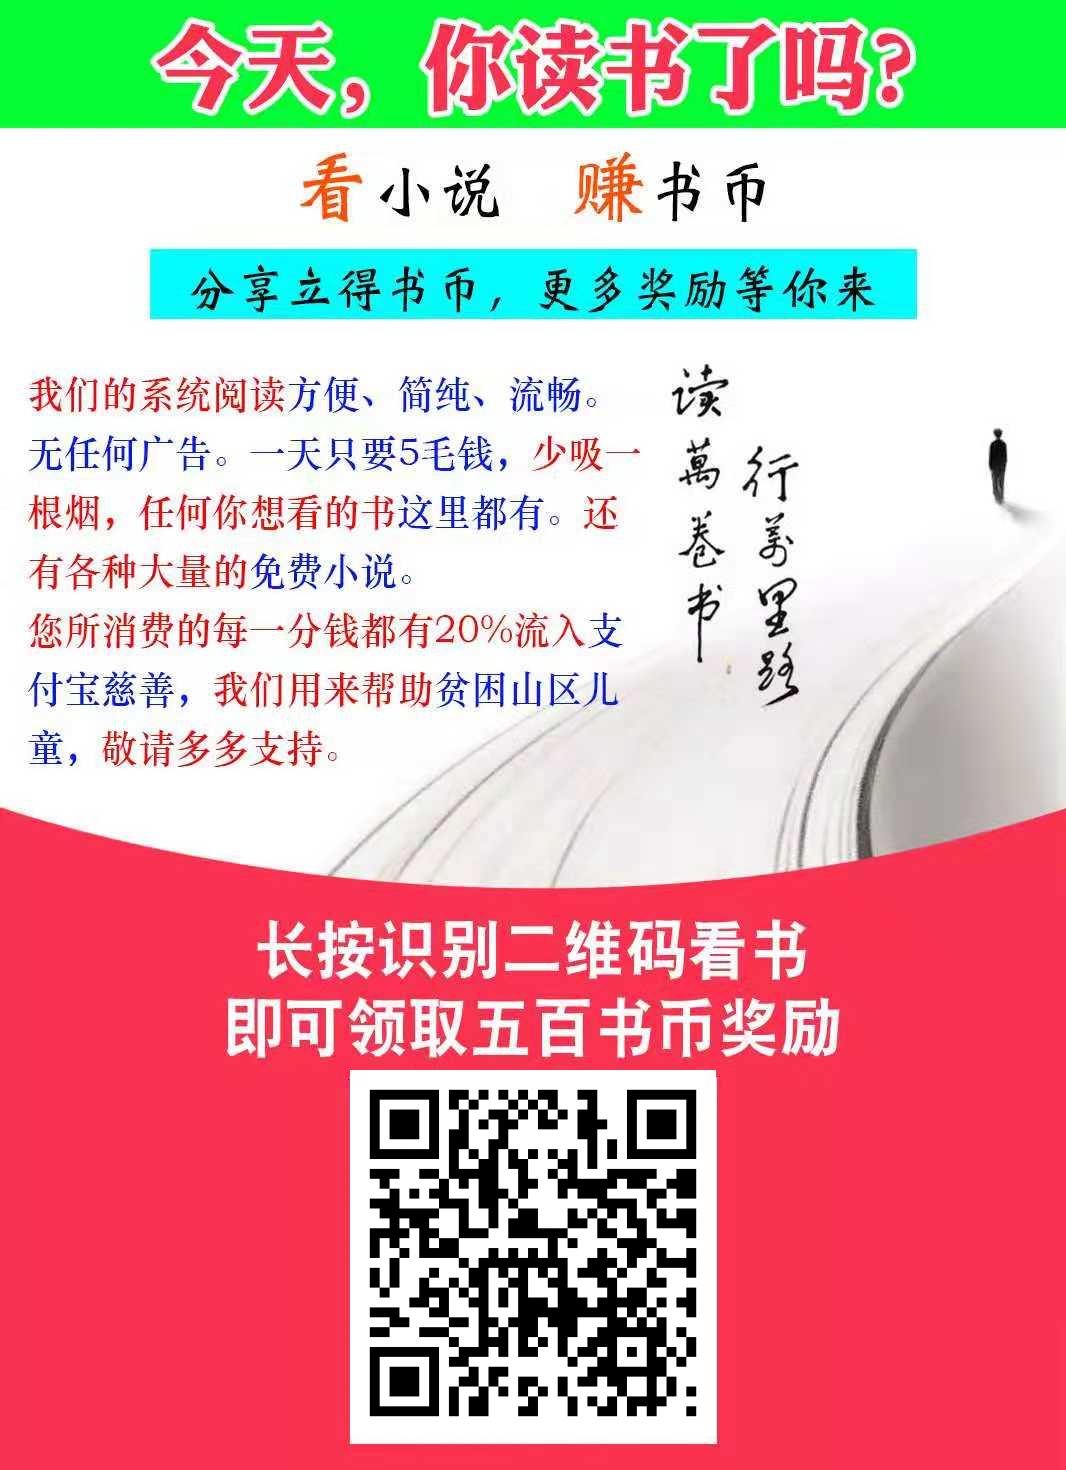 今天，你读书了吗？
看小说 赚书币
分享立得书币，更多奖励等你来
我们的系统阅读方便、简纯、流畅。
无任何广告。一天只要5毛钱，少吸一
根烟，任何你想看的书这里都有。还
有各种大量的免费小说。
您所消费的每一分钱都有20%流入支
付宝慈善，我们用来帮助贫困山区儿
童，敬请多多支持。
读萬卷书
行万里路
长按识别二维码看书
即可领取五百书币奖励